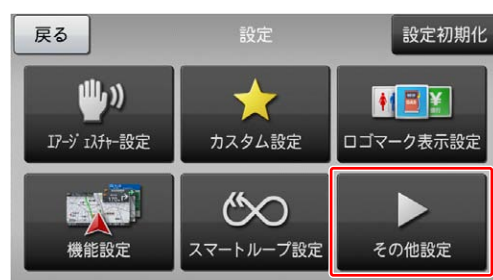 戻る
設定
設定初期化
エアージェスチャー設定
カスタム設定
ロゴマーク表示設定
機能設定
スマートループ設定
その他設定